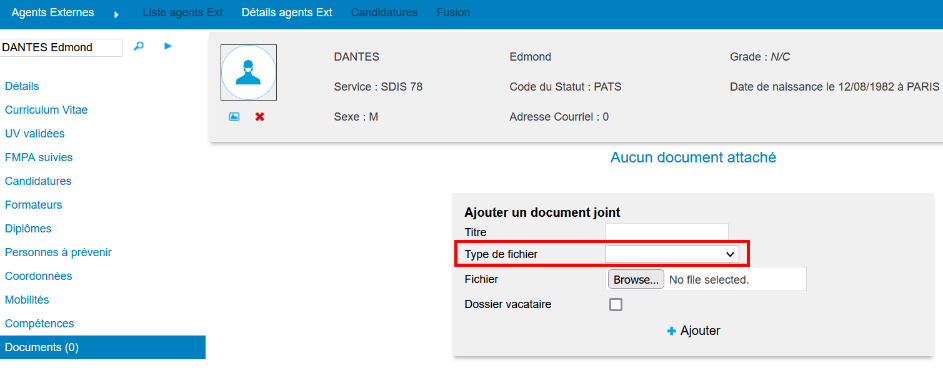 Agents Externes Liste agents Ext Détails agents Ext Candidatures Fusion
DANTES Edmond
Détails
Curriculum Vitae
UV validées
FMPA suivies
Candidatures
Formateurs
Diplômes
Personnes à prévenir
Coordonnées
Mobilités
Compétences
Documents (0)
DANTES Edmond Grade : N/C
Service : SDIS 78 Code du Statut : PATS Date de naissance le 12/08/1982 à PARIS
Sexe : M Adresse Courriel : 0
Aucun document attaché
Ajouter un document joint
Titre
Type de fichier
Fichier Browse... No file selected.
Dossier vacataire
Ajouter